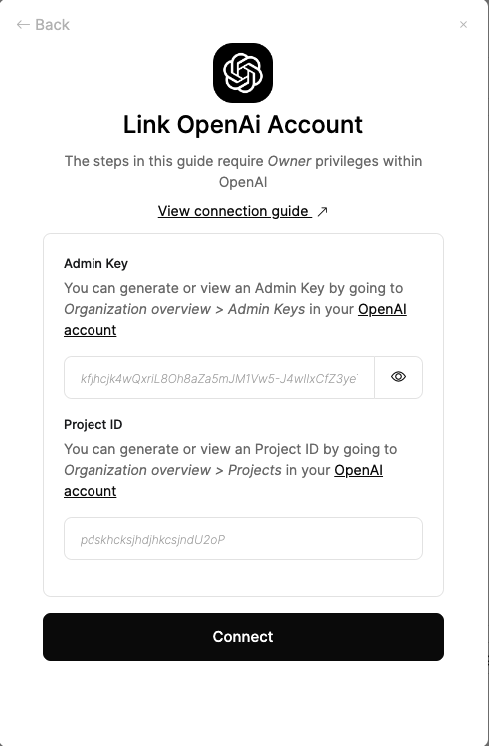 ← Back
×
Link OpenAi Account
The steps in this guide require Owner privileges within
OpenAI
View connection guide ↗
Admin Key
You can generate or view an Admin Key by going to
Organization overview > Admin Keys in your OpenAI
account
kfjhcjk4wQxriL8Oh8aZa5mJM1Vw5-J4wIIxCfZ3ye
Project ID
You can generate or view an Project ID by going to
Organization overview > Projects in your OpenAI
account
pdskhcksjhdjhkcsjndU2oP
Connect